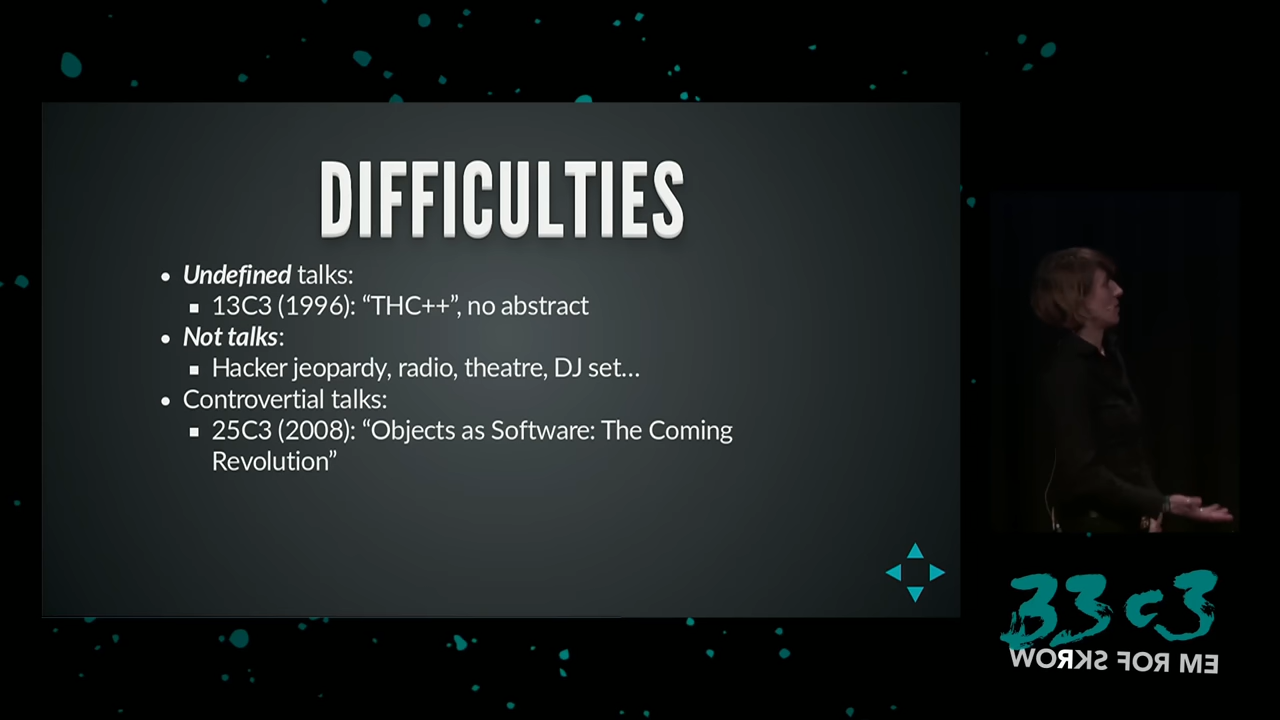 DIFFICULTIES
Undefined talks:
13C3 (1996): “THC++”, no abstract
Not talks:
Hacker jeopardy, radio, theatre, DJ set...
Controvertial talks:
25C3 (2008): “Objects as Software: The Coming
Revolution”
33c3
WORKS FOR ME